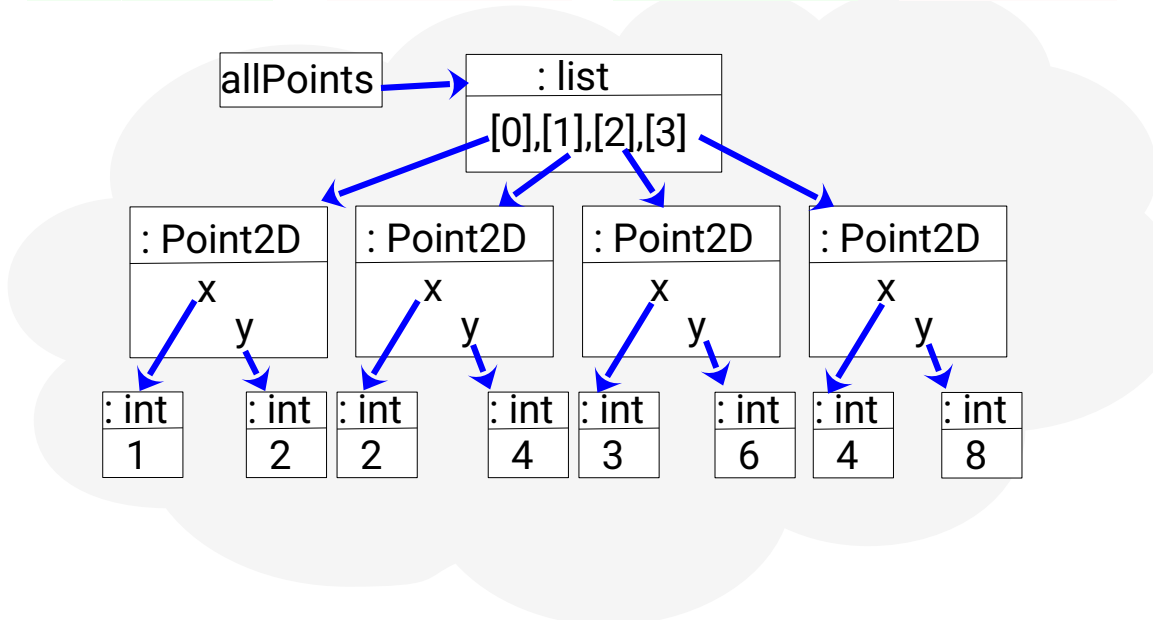 allPoints
: list
[0],[1],[2],[3]
: Point2D
x
y
: Point2D
x
y
: Point2D
x
y
: Point2D
x
y
: int
1
: int
2
: int
2
: int
4
: int
3
: int
6
: int
4
: int
8